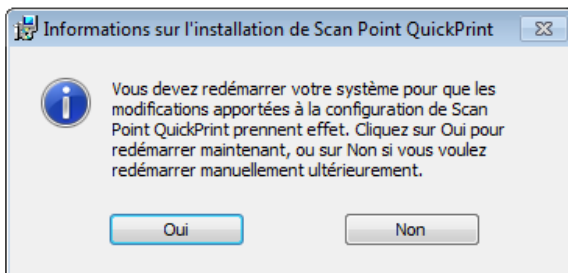 Informations sur l'installation de Scan Point QuickPrint
Vous devez redémarrer votre système pour que les
modifications apportées à la configuration de Scan
Point QuickPrint prennent effet. Cliquez sur Oui pour
redémarrer maintenant, ou sur Non si vous voulez
redémarrer manuellement ultérieurement.
Oui
Non